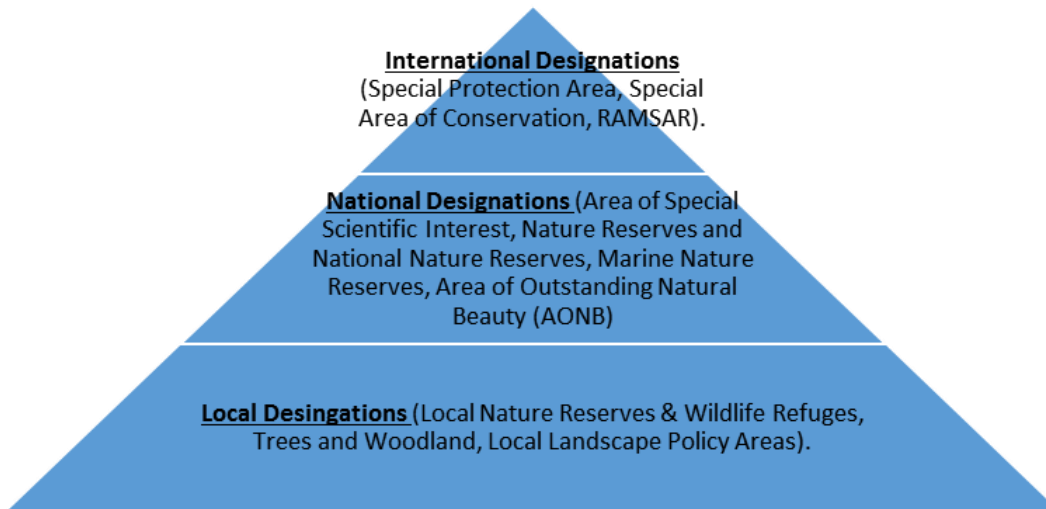 International Designations
(Special Protection Area, Special
Area of Conservation, RAMSAR).
National Designations (Area of Special
Scientific Interest, Nature Reserves and
National Nature Reserves, Marine Nature
Reserves, Area of Outstanding Natural
Beauty (AONB)
Local Desingations (Local Nature Reserves & Wildlife Refuges,
Trees and Woodland, Local Landscape Policy Areas).